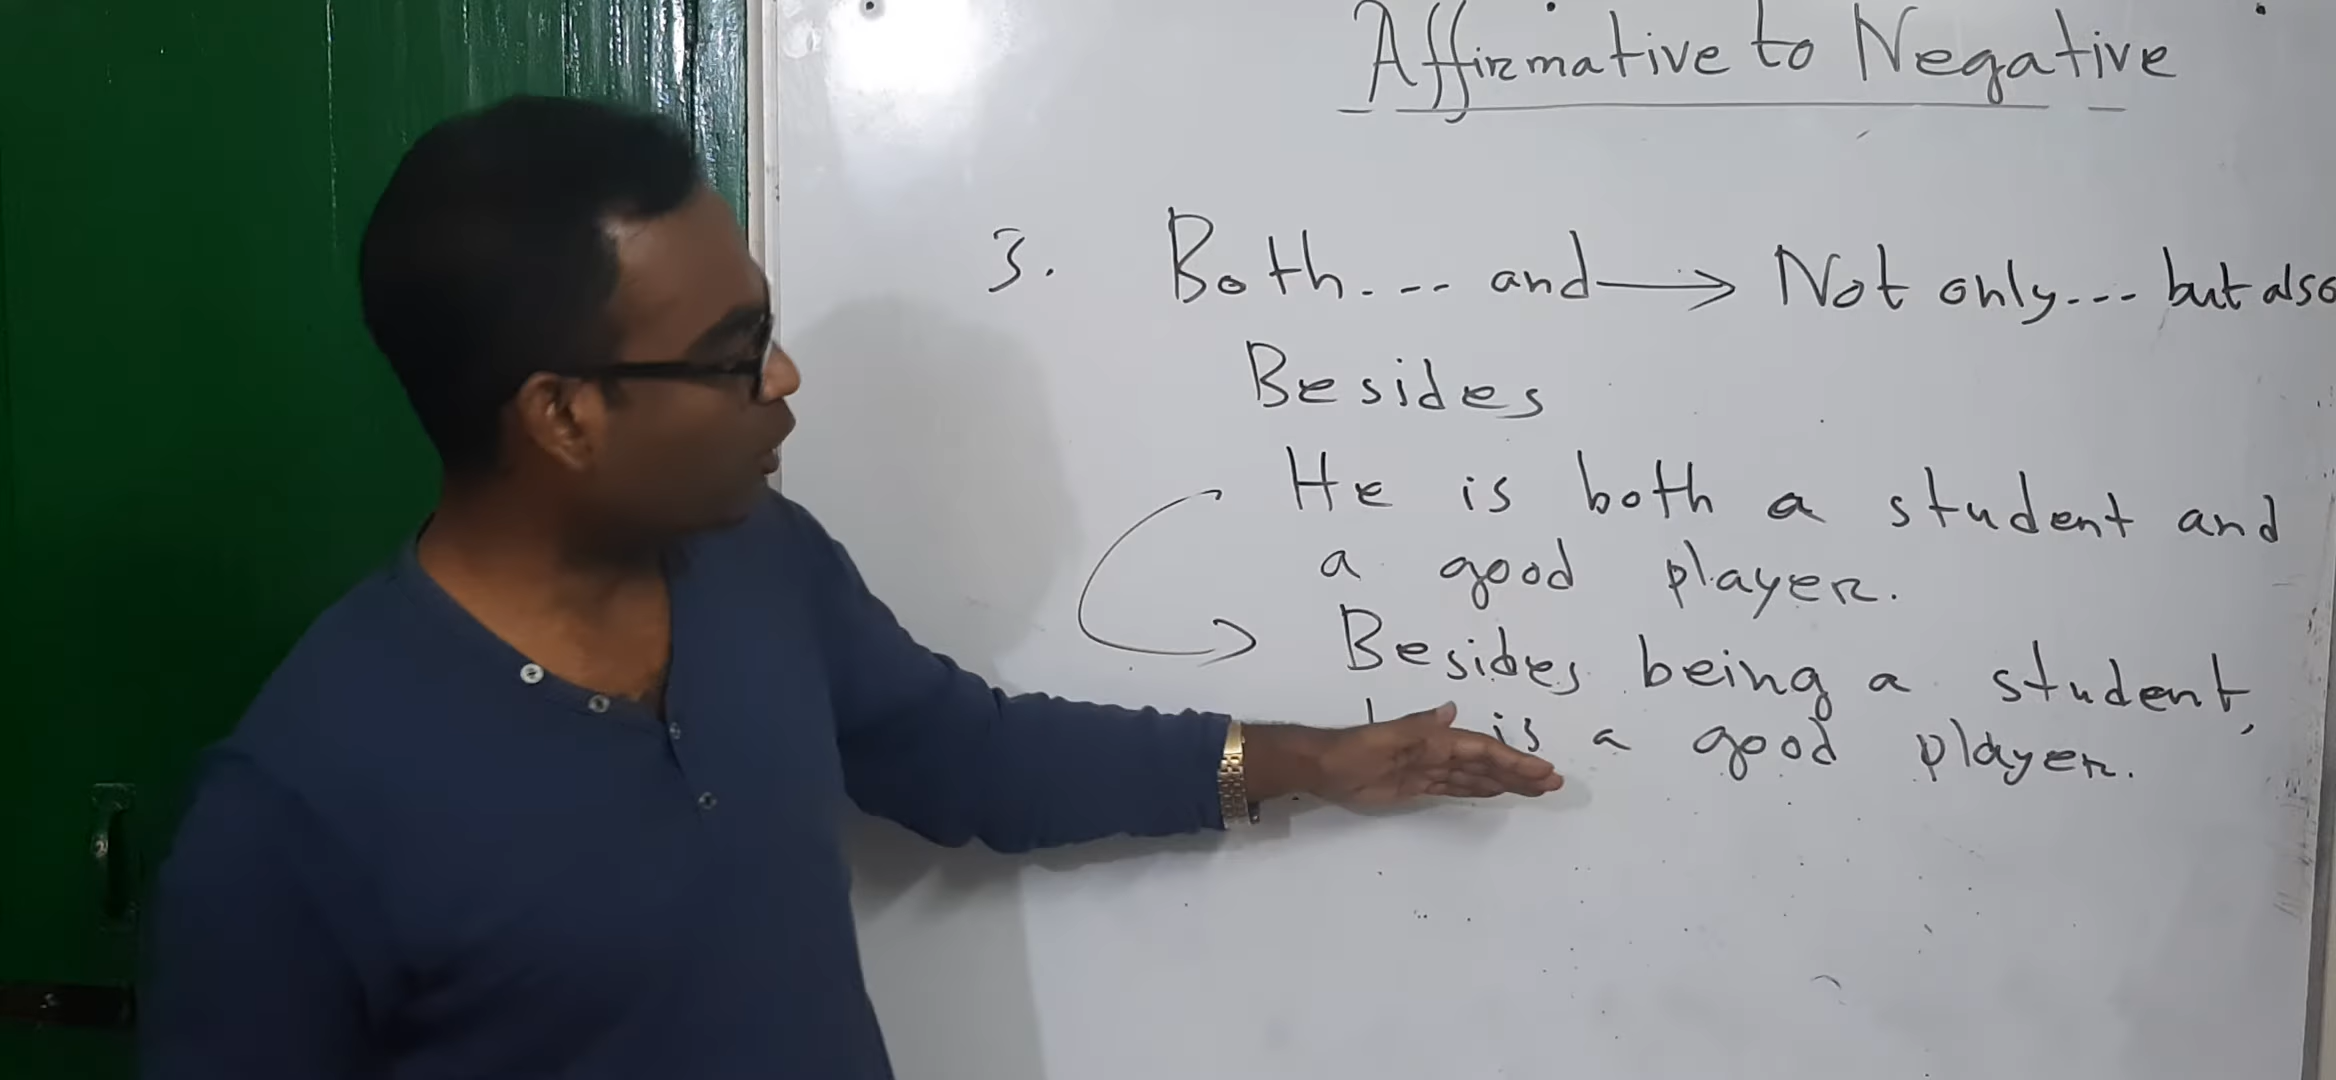 Affirmative to Negative
3. Both... and → Not only... but also
Besides
He is both a student and
a good player.
Besides being a student,
is a good player.